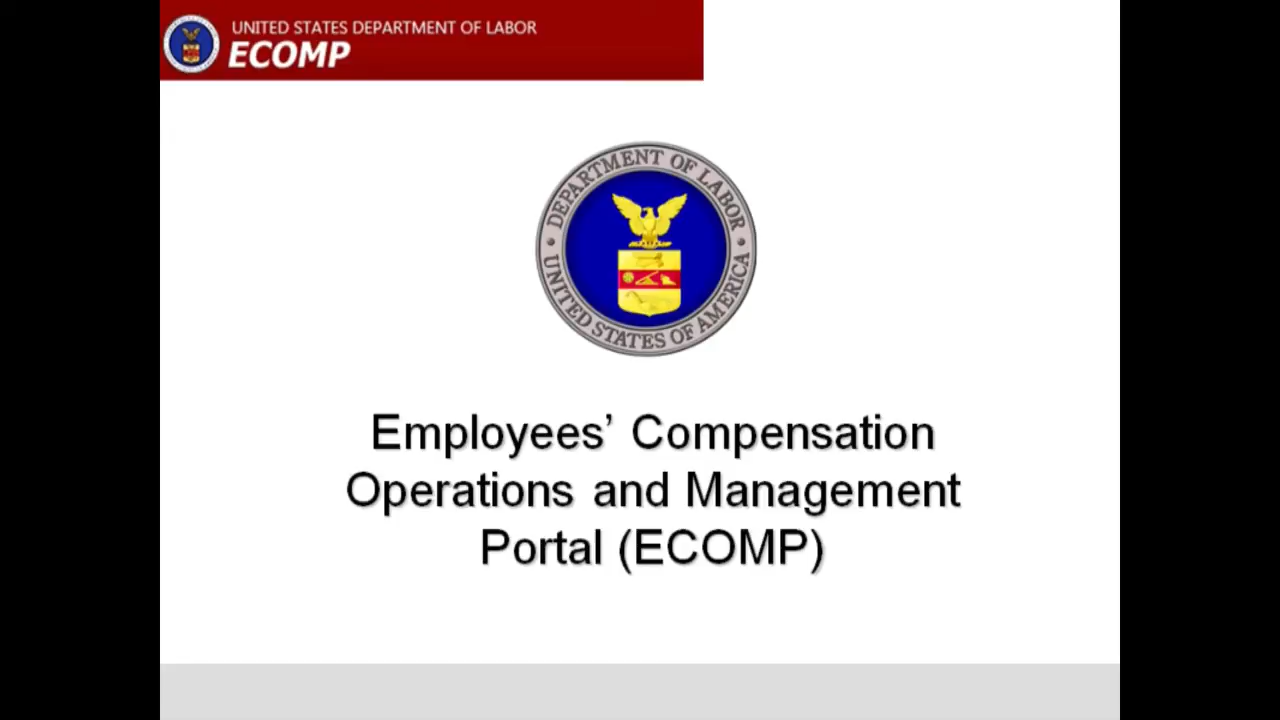 UNITED STATES DEPARTMENT OF LABOR
ECOMP
DEPARTMENT OF LABOR
UNITED STATES OF AMERICA
Employees’ Compensation
Operations and Management
Portal (ECOMP)